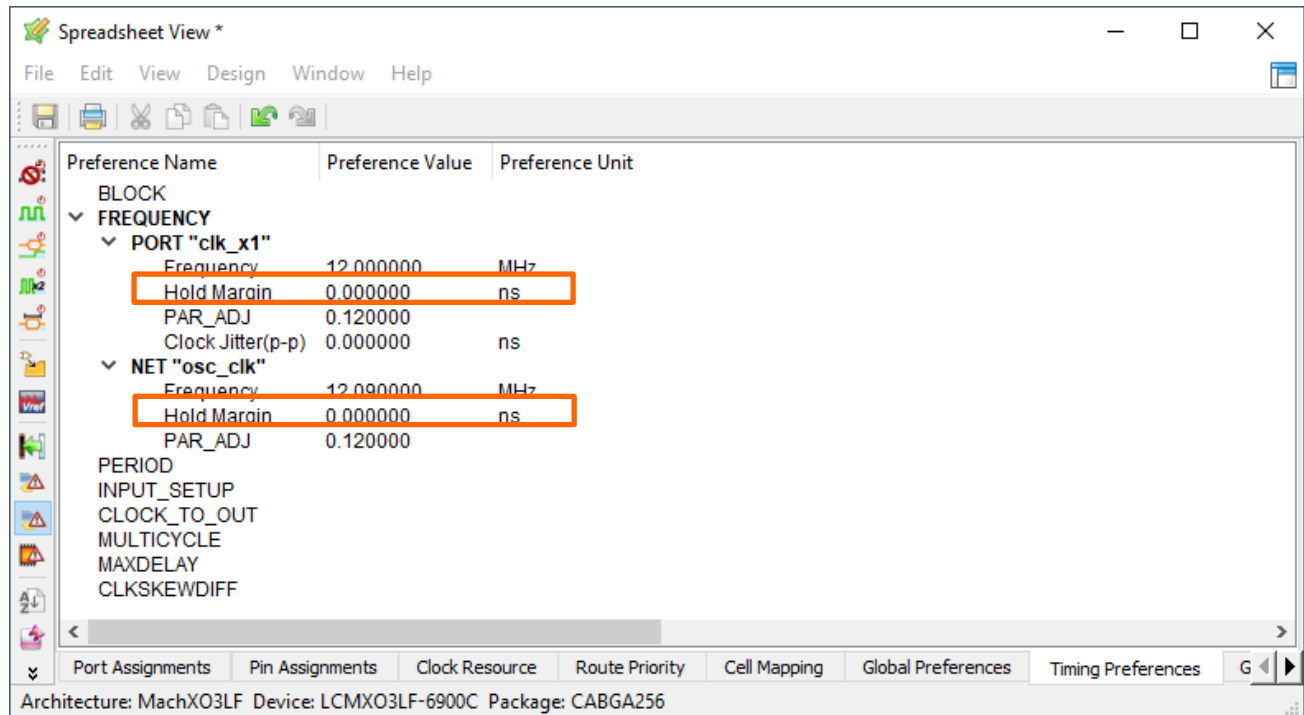 Spreadsheet View *
File Edit View Design Window Help
Preference Name Preference Value Preference Unit
BLOCK
FREQUENCY
PORT "clk_x1"
Frequency 12.000000 MHz
Hold Margin 0.000000 ns
PAR_ADJ 0.120000
Clock Jitter(p-p) 0.000000 ns
NET "osc_clk"
Frequency 12.090000 MHz
Hold Margin 0.000000 ns
PAR_ADJ 0.120000
PERIOD
INPUT_SETUP
CLOCK_TO_OUT
MULTICYCLE
MAXDELAY
CLKSKEWDIFF
Port Assignments Pin Assignments Clock Resource Route Priority Cell Mapping Global Preferences Timing Preferences G
Architecture: MachXO3LF Device: LCMXO3LF-6900C Package: CABGA256